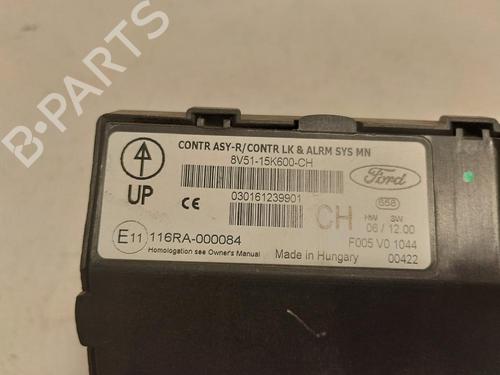 B-PARTS
CONTR ASY-R/CONTR LK & ALRM SYS MN
8V51-15K600-CH
Ford
UP
CE
030161239901
CH
658
HW SW
06 / 12.00
E11 116RA-000084
F005 V0 1044
Homologation see Owner's Manual
Made in Hungary
00422